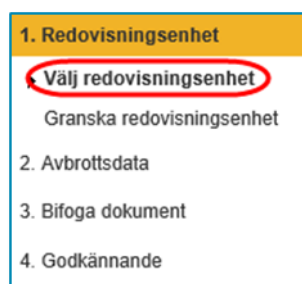 1. Redovisningsenhet
Välj redovisningsenhet
Granska redovisningsenhet
2. Avbrottsdata
3. Bifoga dokument
4. Godkännande